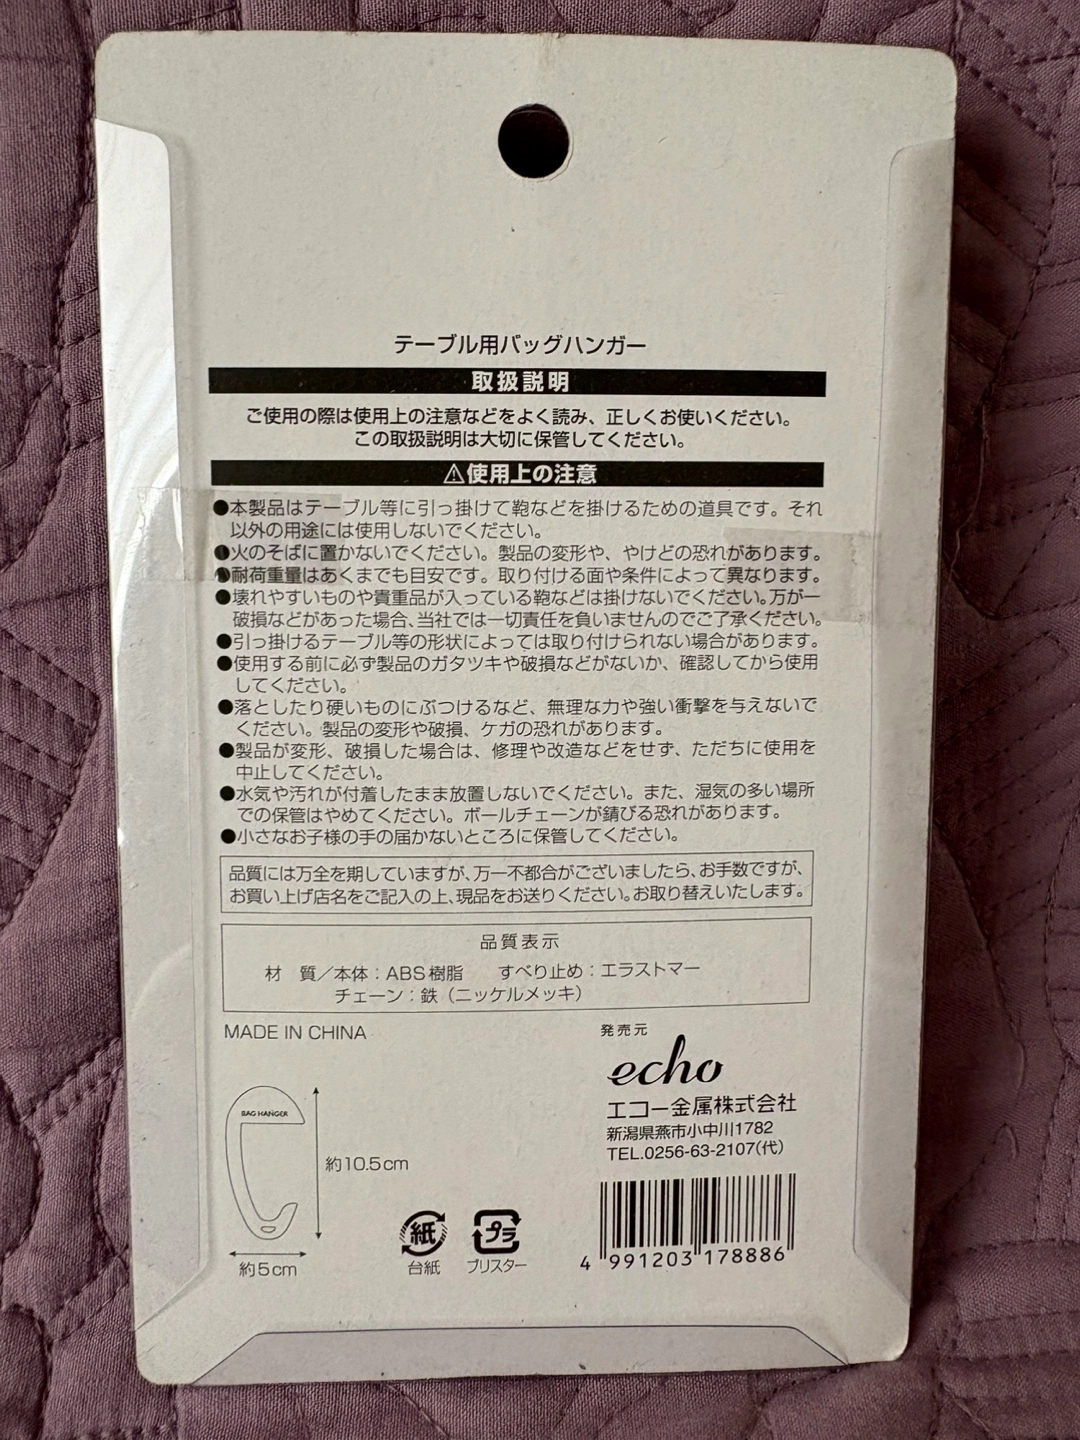 テーブル用バッグハンガー
取扱説明
ご使用の際は使用上の注意などをよく読み、正しくお使いください。
この取扱説明は大切に保管してください。
⚠使用上の注意
●本製品はテーブル等に引っ掛けて鞄などを掛けるための道具です。それ
以外の用途には使用しないでください。
●火のそばに置かないでください。製品の変形や、やけどの恐れがあります。
●耐荷重量はあくまでも目安です。取り付ける面や条件によって異なります。
●壊れやすいものや貴重品が入っている鞄などは掛けないでください。万が一
破損などがあった場合、当社では一切責任を負いませんのでご了承ください。
●引っ掛けるテーブル等の形状によっては取り付けられない場合があります。
●使用する前に必ず製品のガタツキや破損などがないか、確認してから使用
してください。
●落としたり硬いものにぶつけるなど、無理な力や強い衝撃を与えないで
ください。製品の変形や破損、ケガの恐れがあります。
●製品が変形、破損した場合は、修理や改造などをせず、ただちに使用を
中止してください。
●水気や汚れが付着したまま放置しないでください。また、湿気の多い場所
での保管はやめてください。ボールチェーンが錆びる恐れがあります。
●小さなお子様の手の届かないところに保管してください。
品質には万全を期していますが、万一不都合がございましたら、お手数ですが、
お買い上げ店名をご記入の上、現品をお送りください。お取り替えいたします。
品質表示
材 質／本体：ABS樹脂 すべり止め：エラストマー
チェーン：鉄（ニッケルメッキ）
MADE IN CHINA
発売元
echo
エコー金属株式会社
新潟県燕市小中川1782
TEL.0256-63-2107(代)
BAG HANGER
約10.5cm
約5cm
紙
台紙
プラ
ブリスター
4 991203 178886